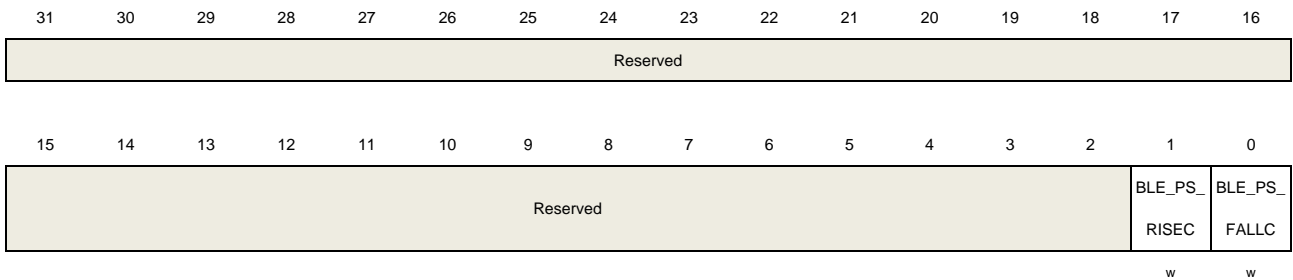 31 30 29 28 27 26 25 24 23 22 21 20 19 18 17 16
Reserved
15 14 13 12 11 10 9 8 7 6 5 4 3 2 1 0
Reserved BLE_PS_ BLE_PS_
RISEC FALLC
w w